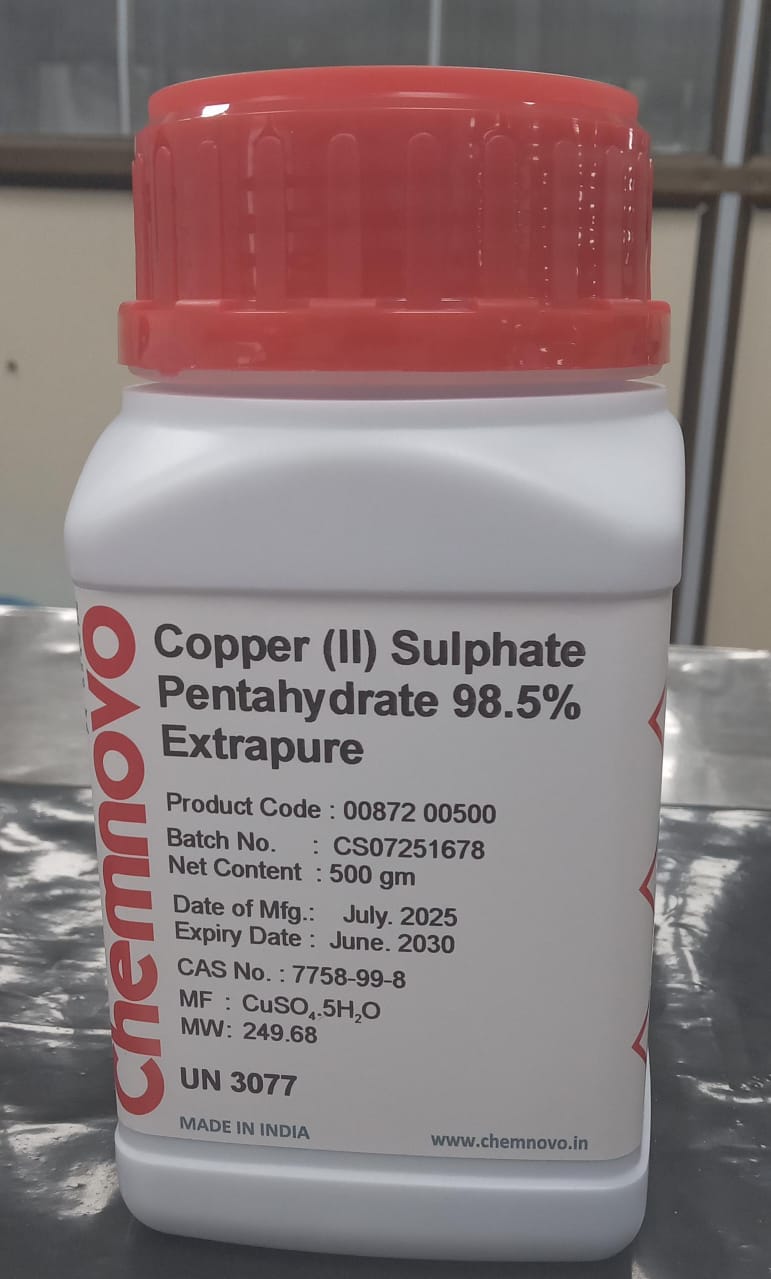 Chemnovo
Copper (II) Sulphate
Pentahydrate 98.5%
Extrapure
Product Code : 00872 00500
Batch No. : CS07251678
Net Content : 500 gm
Date of Mfg.: July. 2025
Expiry Date : June. 2030
CAS No. : 7758-99-8
MF : CuSO₄.5H₂O
MW: 249.68
UN 3077
MADE IN INDIA
www.chemnovo.in